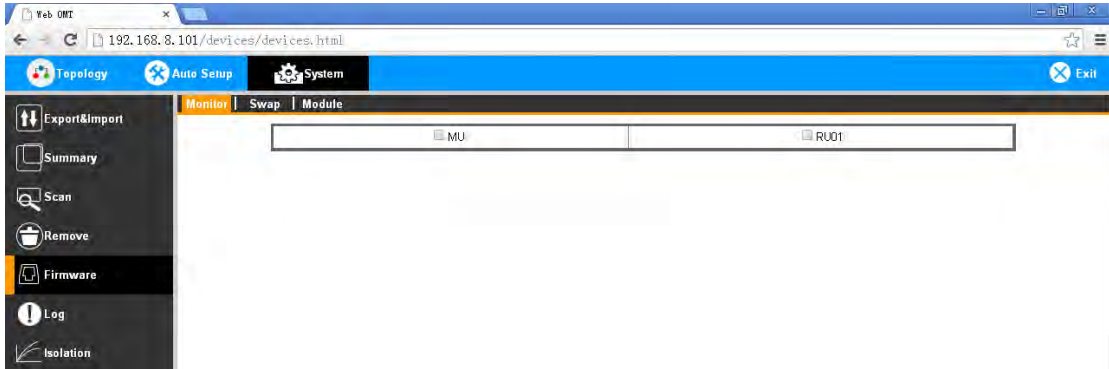 Web OMT
192.168.8.101/devices/devices.html
Topology Auto Setup System Exit
Monitor | Swap | Module
Export&Import
MU RU01
Summary
Scan
Remove
Firmware
Log
Isolation